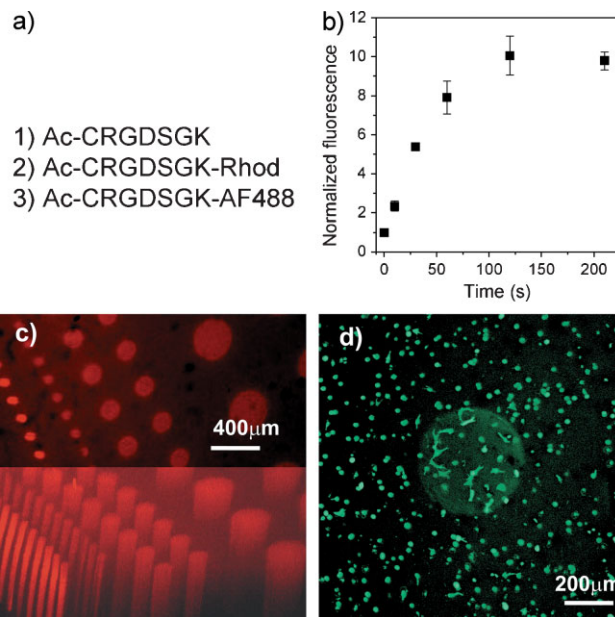 a)
1) Ac-CRGDSGK
2) Ac-CRGDSGK-Rhod
3) Ac-CRGDSGK-AF488
b)
Normalized fluorescence
12
10
8
6
4
2
0
0 50 100 150 200
Time (s)
c)
400μm
d)
200μm